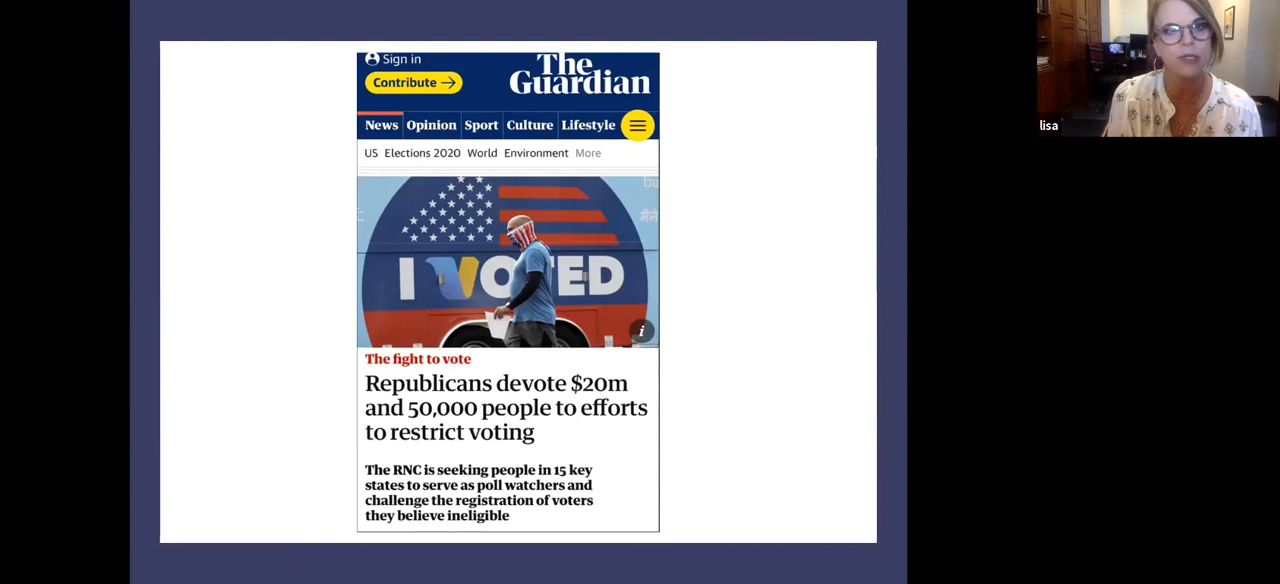 Sign in
Contribute →
The
Guardian
News Opinion Sport Culture Lifestyle
US Elections 2020 World Environment More
I VOTED
i
The fight to vote
Republicans devote $20m
and 50,000 people to efforts
to restrict voting
The RNC is seeking people in 15 key
states to serve as poll watchers and
challenge the registration of voters
they believe ineligible
lisa